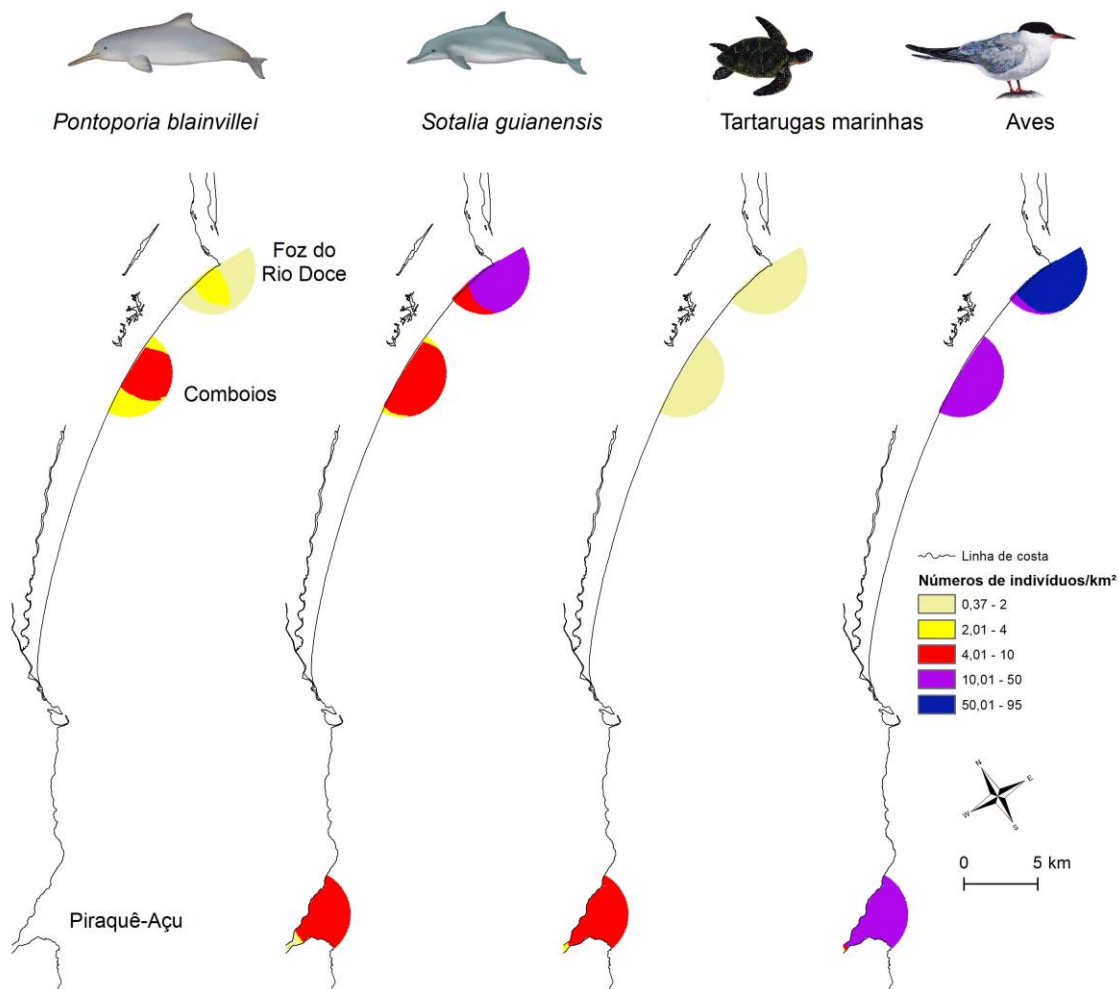 Pontoporia blainvillei
Sotalia guianensis
Tartarugas marinhas
Aves
Foz do
Rio Doce
Comboios
Linha de costa
Números de indivíduos/km²
0,37 - 2
2,01 - 4
4,01 - 10
10,01 - 50
50,01 - 95
N
E
W
S
0 5 km
Piraquê-Açu